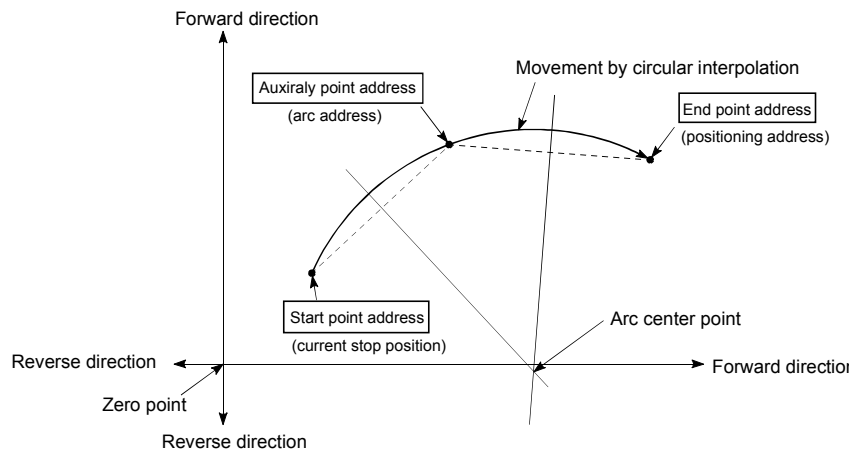 Forward direction
Auxiraly point address
(arc address)
Movement by circular interpolation
End point address
(positioning address)
Start point address
(current stop position)
Arc center point
Reverse direction
Forward direction
Zero point
Reverse direction